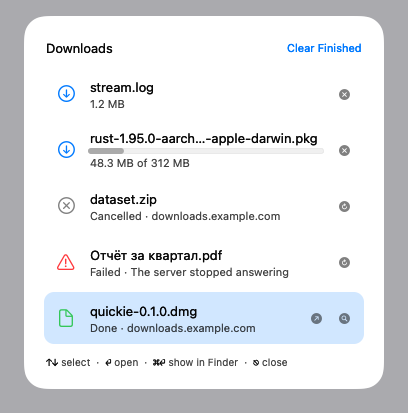 Downloads
Clear Finished
stream.log
1.2 MB
rust-1.95.0-aarch...-apple-darwin.pkg
48.3 MB of 312 MB
dataset.zip
Cancelled · downloads.example.com
Отчёт за квартал.pdf
Failed · The server stopped answering
quickie-0.1.0.dmg
Done · downloads.example.com
↑↓ select · ↩ open · ⌘↩ show in Finder · ⎋ close